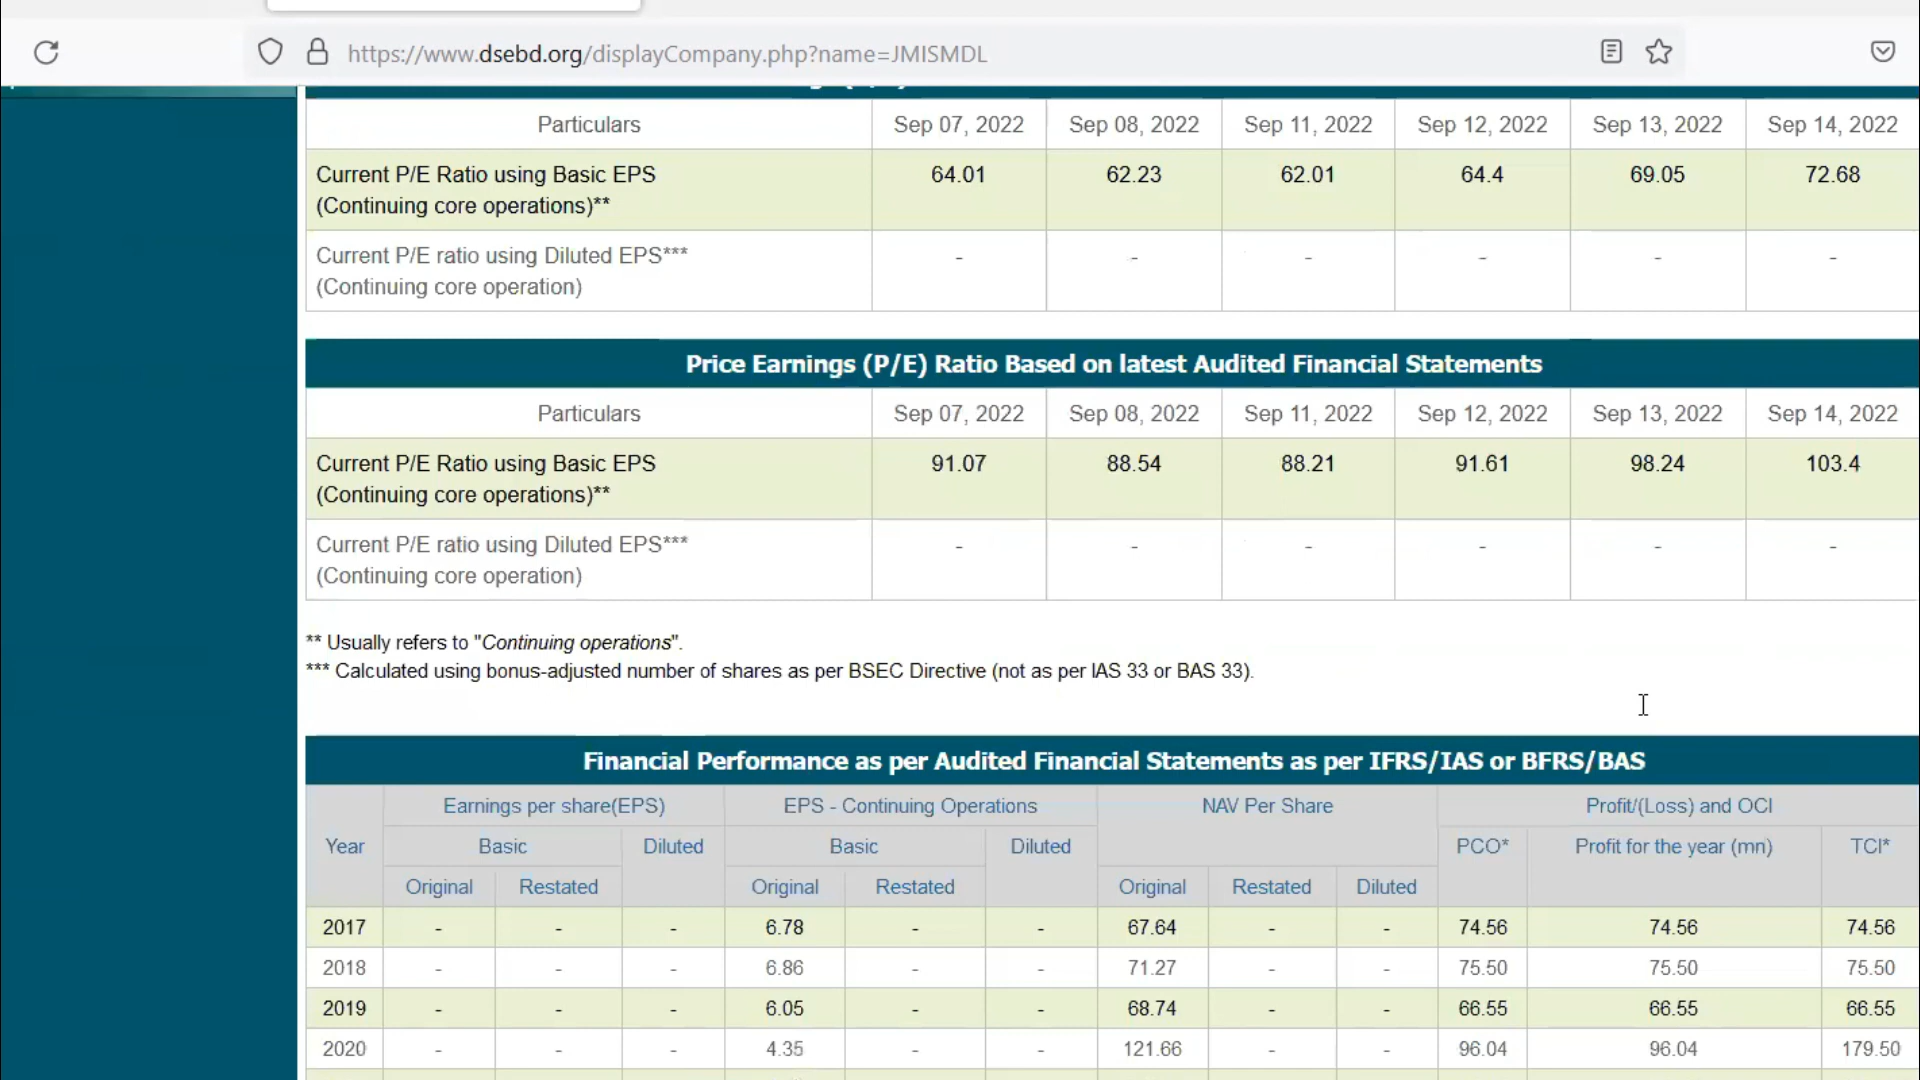 https://www.dsebd.org/displayCompany.php?name=JMISMDL
Particulars Sep 07, 2022 Sep 08, 2022 Sep 11, 2022 Sep 12, 2022 Sep 13, 2022 Sep 14, 2022
Current P/E Ratio using Basic EPS
(Continuing core operations)** 64.01 62.23 62.01 64.4 69.05 72.68
Current P/E ratio using Diluted EPS***
(Continuing core operation) - - - - - -
Price Earnings (P/E) Ratio Based on latest Audited Financial Statements
Particulars Sep 07, 2022 Sep 08, 2022 Sep 11, 2022 Sep 12, 2022 Sep 13, 2022 Sep 14, 2022
Current P/E Ratio using Basic EPS
(Continuing core operations)** 91.07 88.54 88.21 91.61 98.24 103.4
Current P/E ratio using Diluted EPS***
(Continuing core operation) - - - - - -
** Usually refers to "Continuing operations".
*** Calculated using bonus-adjusted number of shares as per BSEC Directive (not as per IAS 33 or BAS 33).
Financial Performance as per Audited Financial Statements as per IFRS/IAS or BFRS/BAS
Earnings per share(EPS) EPS - Continuing Operations NAV Per Share Profit/(Loss) and OCI
Year Basic Diluted Basic Diluted PCO* Profit for the year (mn) TCI*
Original Restated Original Restated Original Restated Diluted
2017 - - - 6.78 - - 67.64 - - 74.56 74.56 74.56
2018 - - - 6.86 - - 71.27 - - 75.50 75.50 75.50
2019 - - - 6.05 - - 68.74 - - 66.55 66.55 66.55
2020 - - - 4.35 - - 121.66 - - 96.04 96.04 179.50